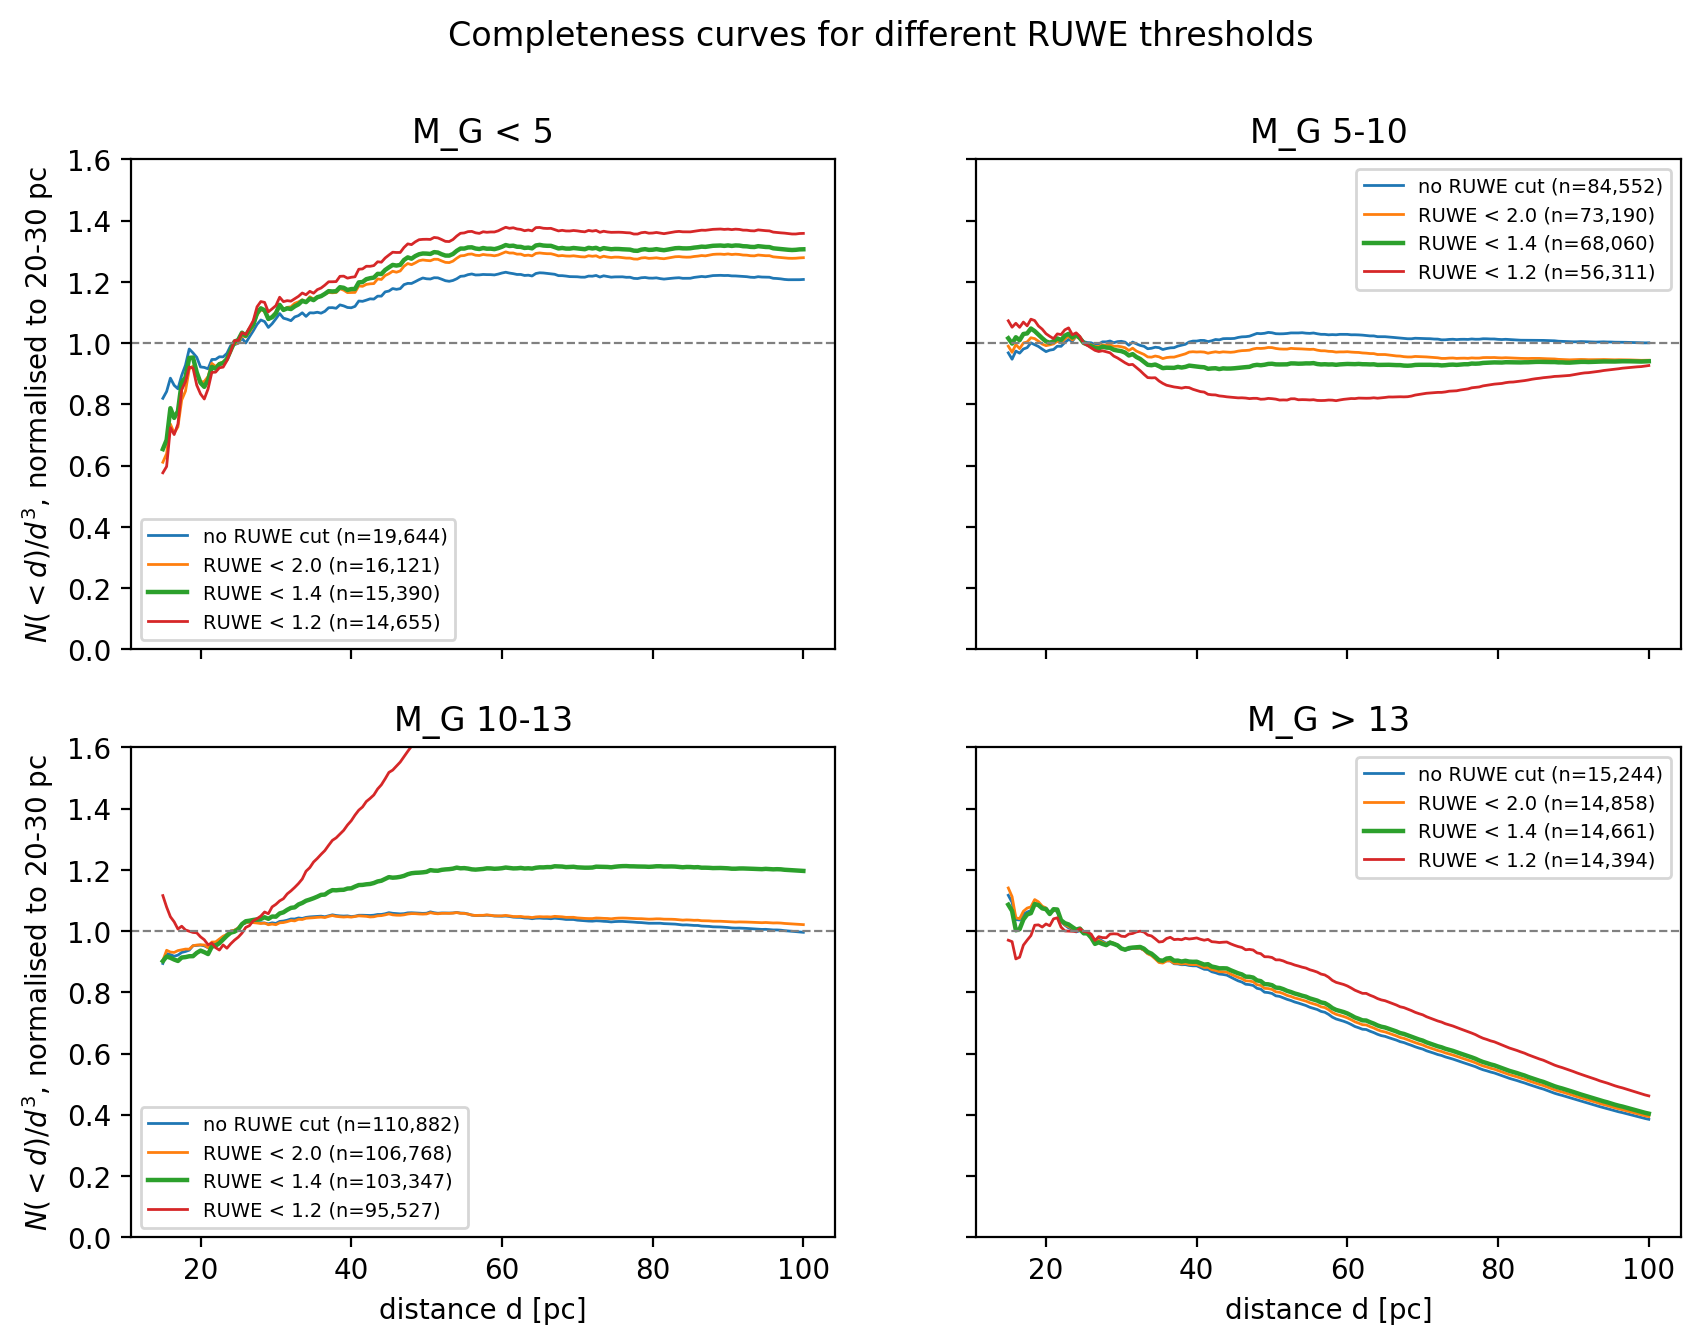 Completeness curves for different RUWE thresholds
M_G < 5
N(<d)/d³, normalised to 20-30 pc
1.6
1.4
1.2
1.0
0.8
0.6
0.4
0.2
0.0
no RUWE cut (n=19,644)
RUWE < 2.0 (n=16,121)
RUWE < 1.4 (n=15,390)
RUWE < 1.2 (n=14,655)
M_G 5-10
no RUWE cut (n=84,552)
RUWE < 2.0 (n=73,190)
RUWE < 1.4 (n=68,060)
RUWE < 1.2 (n=56,311)
M_G 10-13
N(<d)/d³, normalised to 20-30 pc
1.6
1.4
1.2
1.0
0.8
0.6
0.4
0.2
0.0
no RUWE cut (n=110,882)
RUWE < 2.0 (n=106,768)
RUWE < 1.4 (n=103,347)
RUWE < 1.2 (n=95,527)
20 40 60 80 100
distance d [pc]
M_G > 13
no RUWE cut (n=15,244)
RUWE < 2.0 (n=14,858)
RUWE < 1.4 (n=14,661)
RUWE < 1.2 (n=14,394)
20 40 60 80 100
distance d [pc]